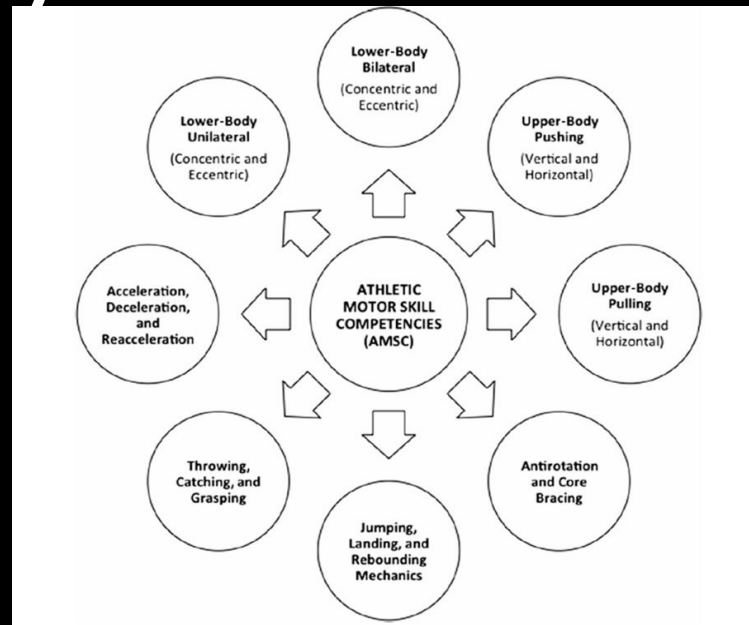 Lower-Body
Bilateral
(Concentric and
Eccentric)
Upper-Body
Pushing
(Vertical and
Horizontal)
Upper-Body
Pulling
(Vertical and
Horizontal)
Antirotation
and Core
Bracing
Jumping,
Landing, and
Rebounding
Mechanics
Throwing,
Catching, and
Grasping
Acceleration,
Deceleration,
and
Reacceleration
Lower-Body
Unilateral
(Concentric and
Eccentric)
ATHLETIC
MOTOR SKILL
COMPETENCIES
(AMSC)